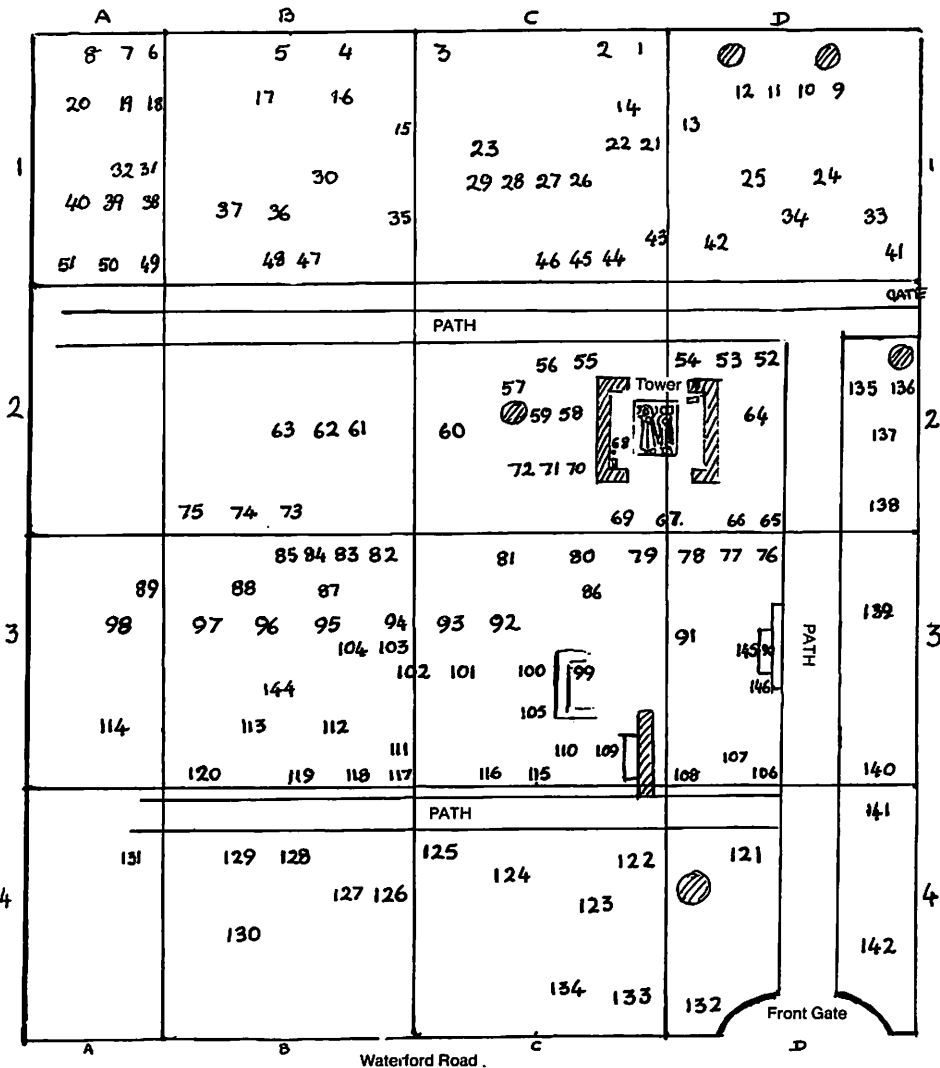 A B C D
8 7 6 5 4 3 2 1
20 19 18 17 16 14 12 11 10 9
15 13
1 32 31 23 22 21 1
30 29 28 27 26 25 24
40 39 38 37 36 35 34 33
43 42 41
51 50 49 48 47 46 45 44
GATE
PATH
56 55 54 53 52
57 Tower 135 136
2 59 58 64 2
63 62 61 60 68 137
72 71 70
75 74 73 69 67. 66 65 138
85 84 83 82 81 80 79 78 77 76
89 88 87 86
3 98 97 96 95 94 93 92 91 PATH 139 3
104 103 145 90
102 101 100 99
144 105 146
114 113 112
111 110 109 107
120 119 118 117 116 115 108 106 140
PATH 141
131 129 128 125 122 121
4 127 126 124 123 4
130 142
134 133 132
Front Gate
A B C D
Waterford Road .